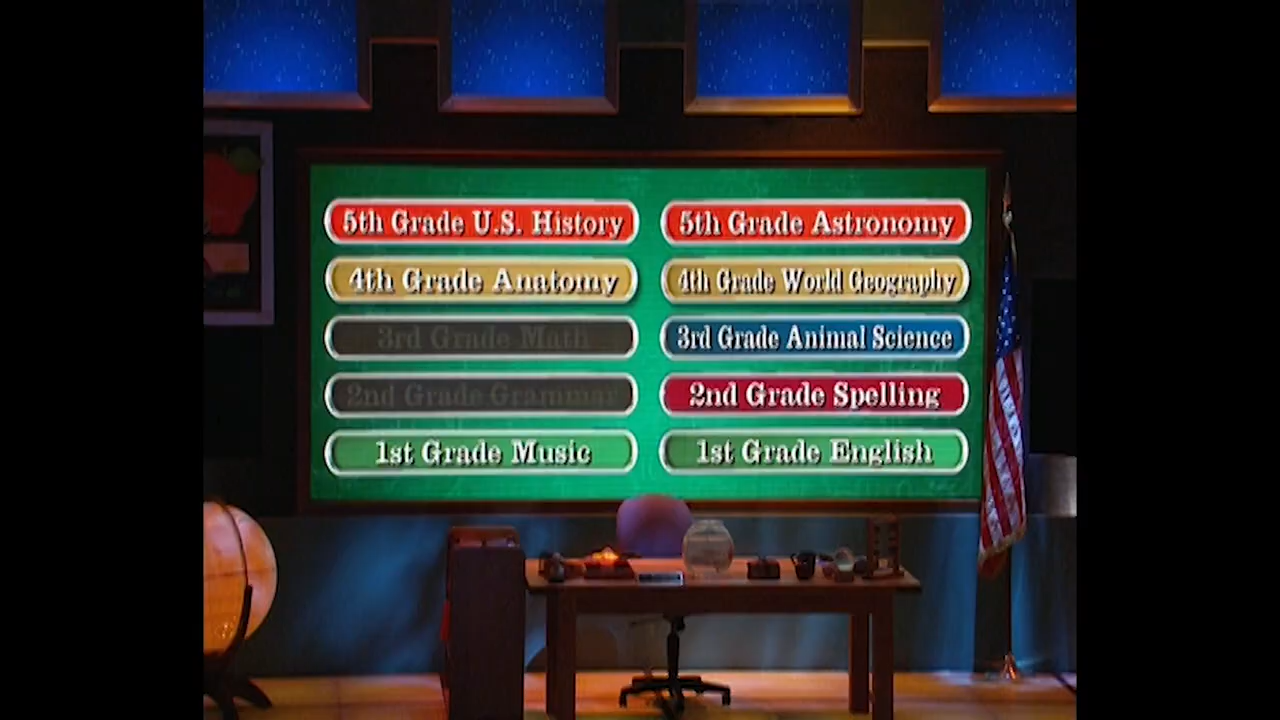 5th Grade U.S. History
5th Grade Astronomy
4th Grade Anatomy
4th Grade World Geography
3rd Grade Math
3rd Grade Animal Science
2nd Grade Grammar
2nd Grade Spelling
1st Grade Music
1st Grade English